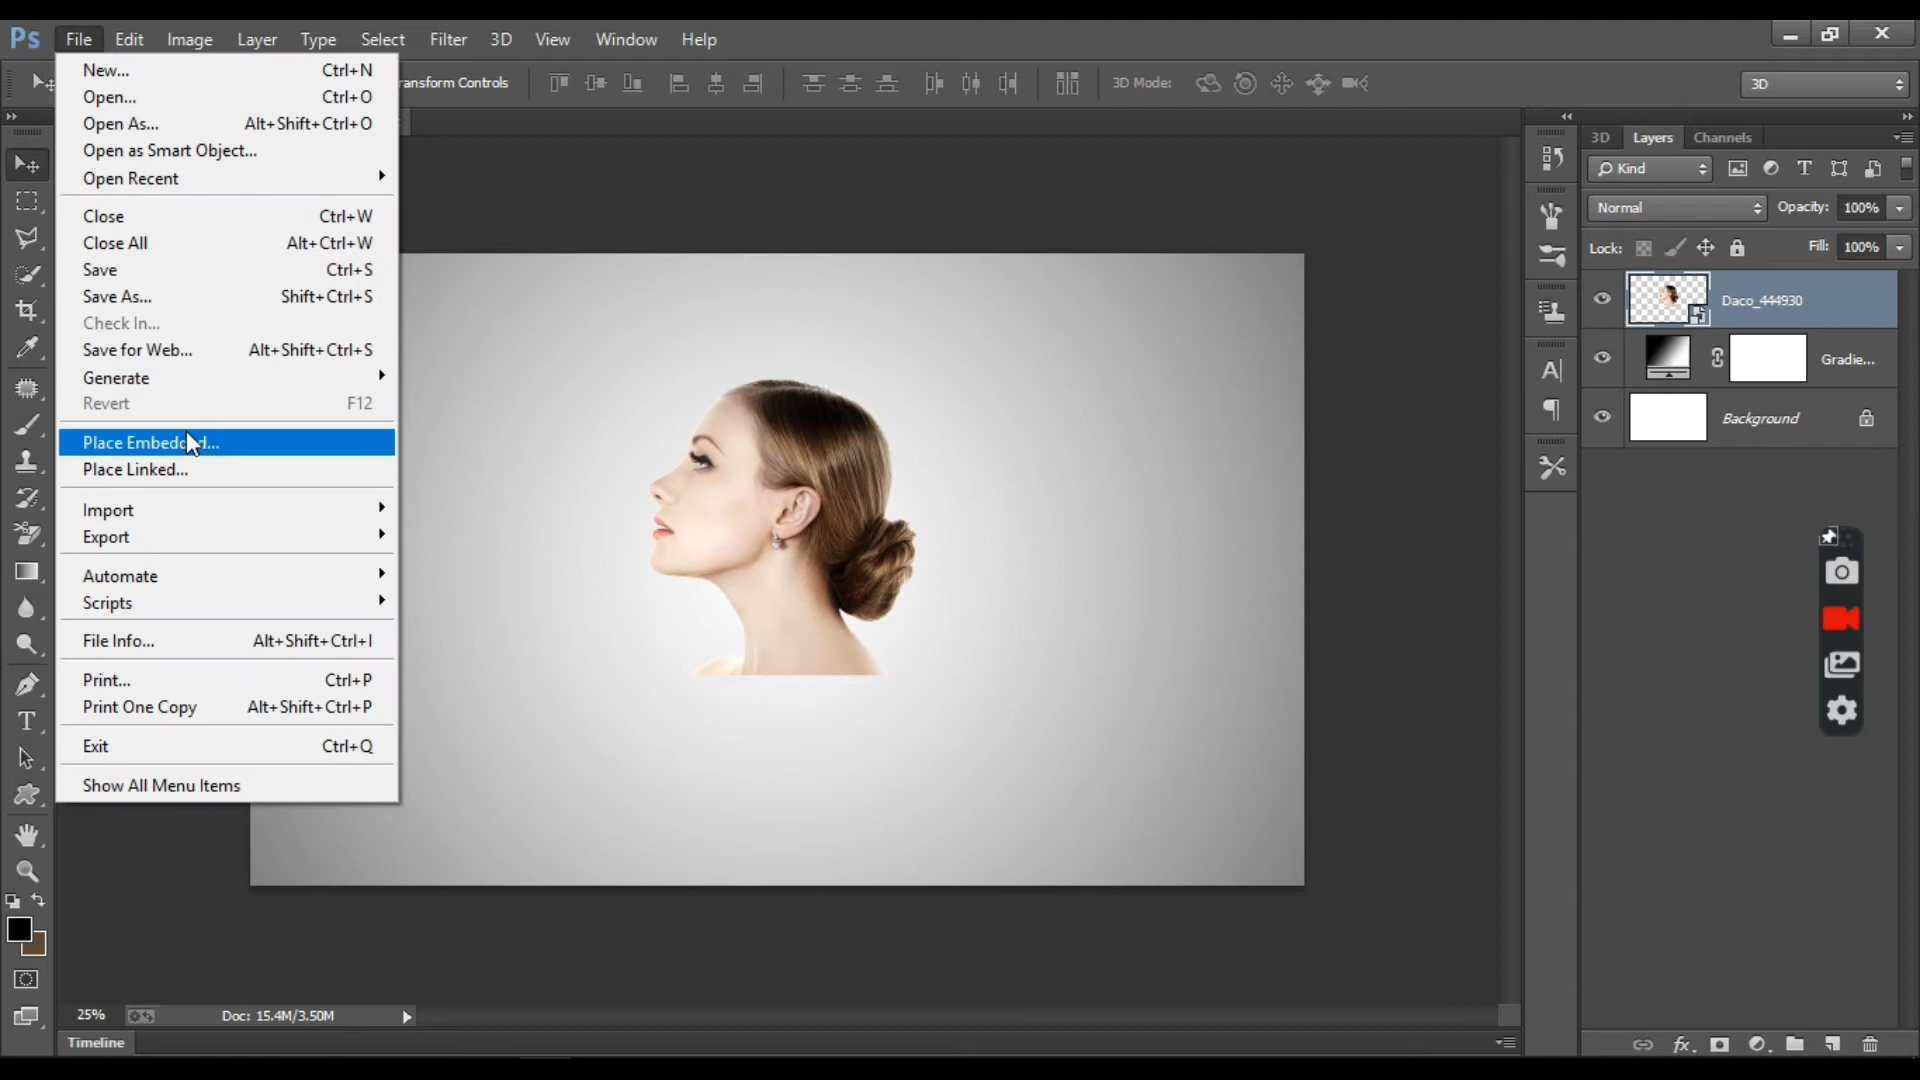 Ps File Edit Image Layer Type Select Filter 3D View Window Help
ransform Controls 3D Mode: 3D
New... Ctrl+N
Open... Ctrl+O
Open As... Alt+Shift+Ctrl+O
Open as Smart Object...
Open Recent
Close Ctrl+W
Close All Alt+Ctrl+W
Save Ctrl+S
Save As... Shift+Ctrl+S
Check In...
Save for Web... Alt+Shift+Ctrl+S
Generate
Revert F12
Place Embedded...
Place Linked...
Import
Export
Automate
Scripts
File Info... Alt+Shift+Ctrl+I
Print... Ctrl+P
Print One Copy Alt+Shift+Ctrl+P
Exit Ctrl+Q
Show All Menu Items
3D Layers Channels
Kind
Normal Opacity: 100%
Lock: Fill: 100%
Daco_444930
Gradie...
Background
25% Doc: 15.4M/3.50M
Timeline